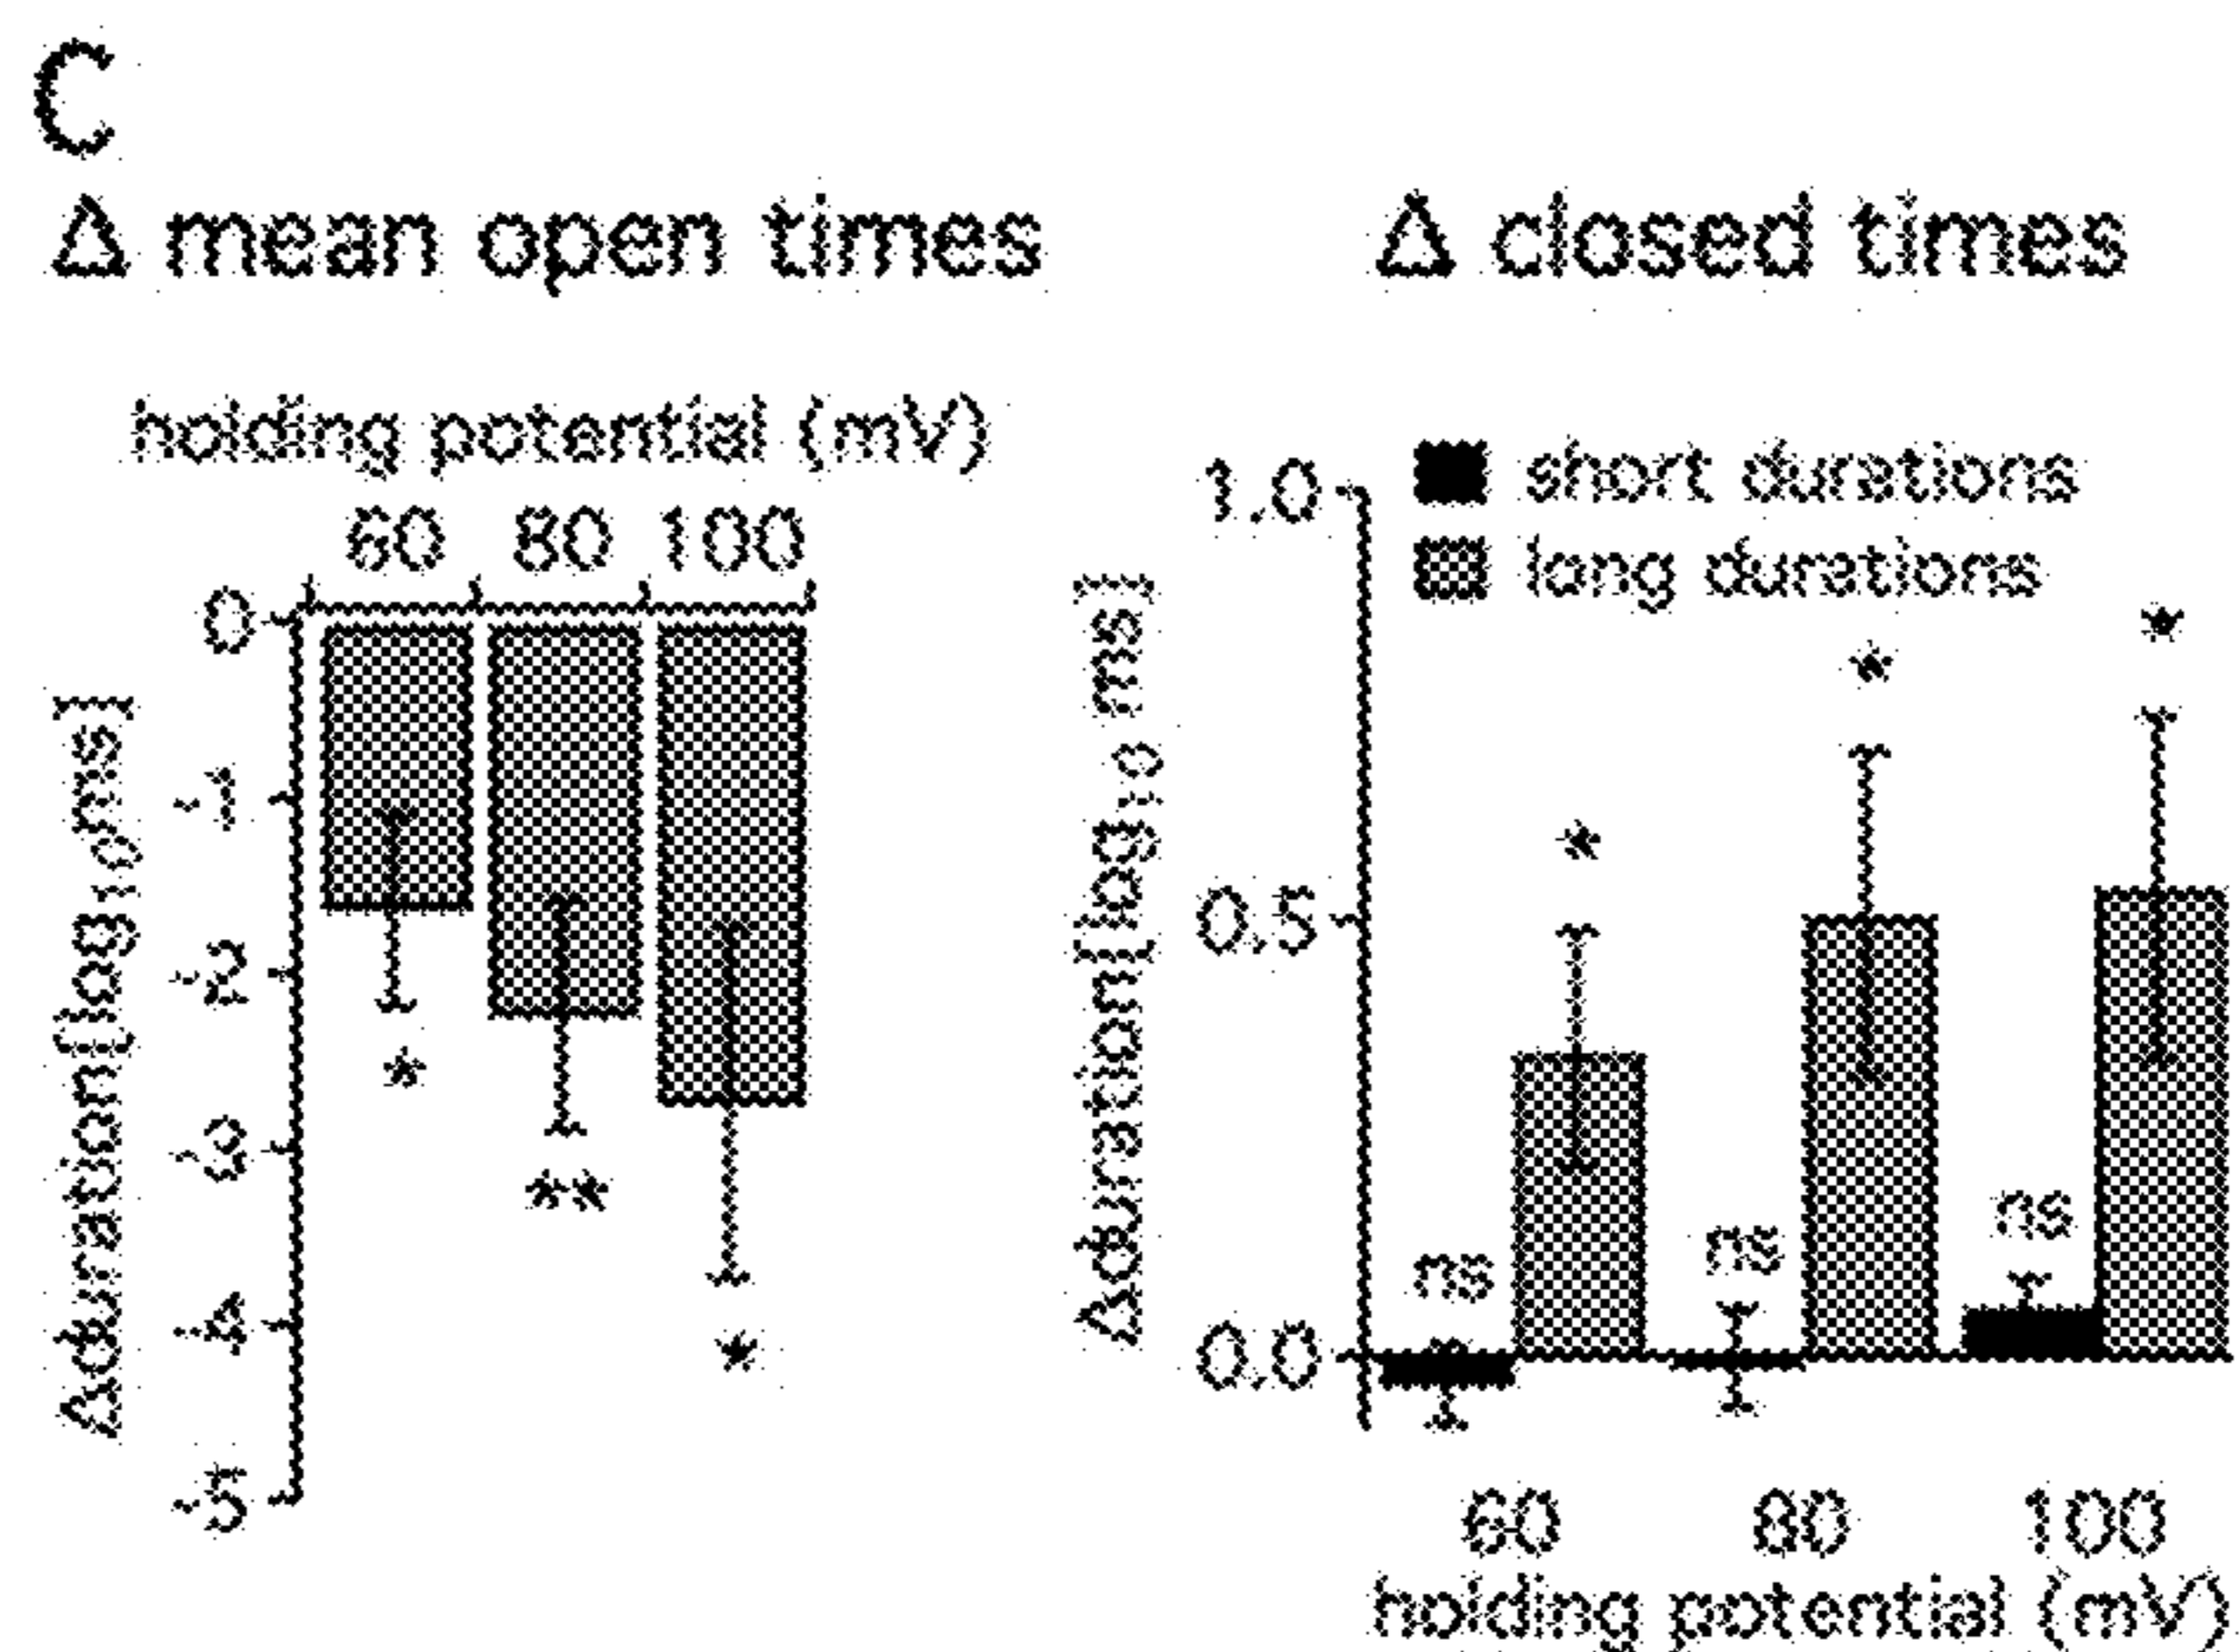 C
Δ mean open times
holding potential (mV)
60 80 100
0
-1
-2
-3
-4
-5
Δduration[log₁₀ms]
*
**
*
Δ closed times
short durations
long durations
1.0
0.5
0.0
Δduration[log₁₀ ms]
ns * ns * ns *
60 80 100
holding potential (mV)